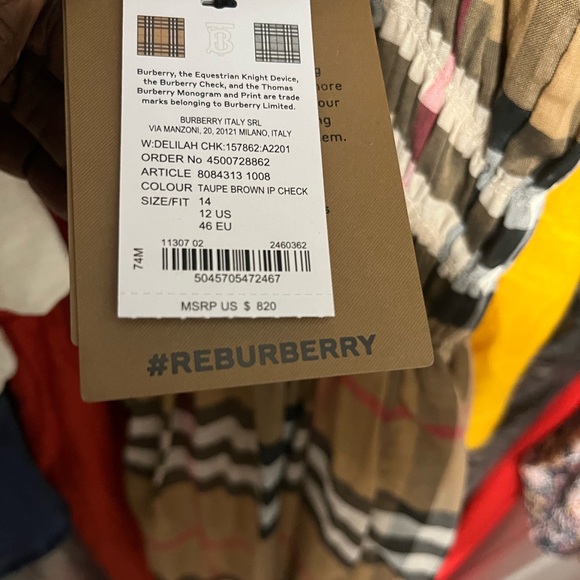 Burberry, the Equestrian Knight Device,
the Burberry Check, and the Thomas
Burberry Monogram and Print are trade
marks belonging to Burberry Limited.
BURBERRY ITALY SRL
VIA MANZONI, 20, 20121 MILANO, ITALY
W:DELILAH CHK:157862:A2201
ORDER No 4500728862
ARTICLE 8084313 1008
COLOUR TAUPE BROWN IP CHECK
SIZE/FIT 14
12 US
46 EU
74M
11307 02 2460362
5045705472467
MSRP US $ 820
#REBURBERRY